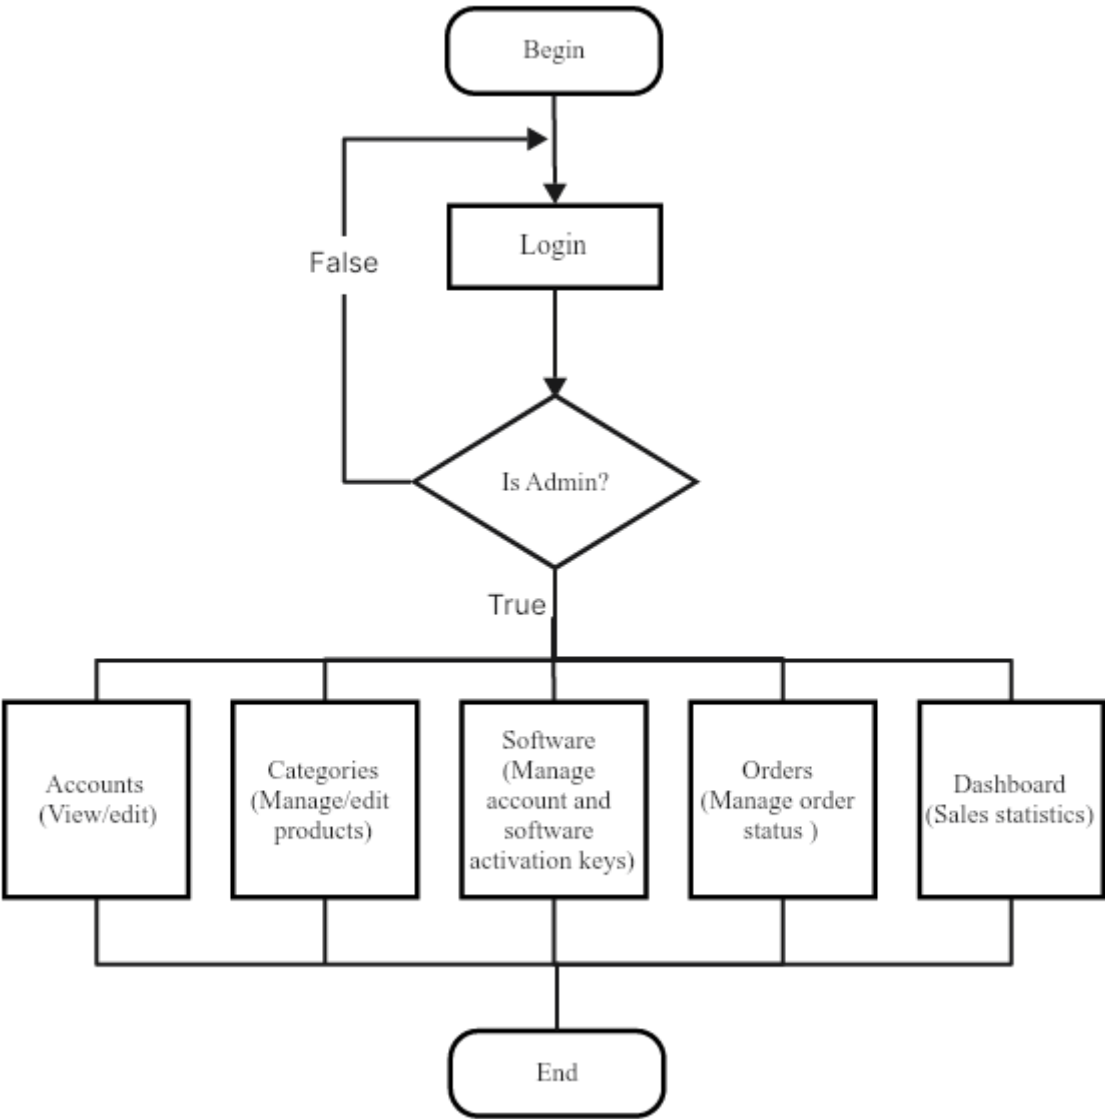 Begin
Login
False
Is Admin?
True
Accounts
(View/edit)
Categories
(Manage/edit
products)
Software
(Manage
account and
software
activation keys)
Orders
(Manage order
status )
Dashboard
(Sales statistics)
End